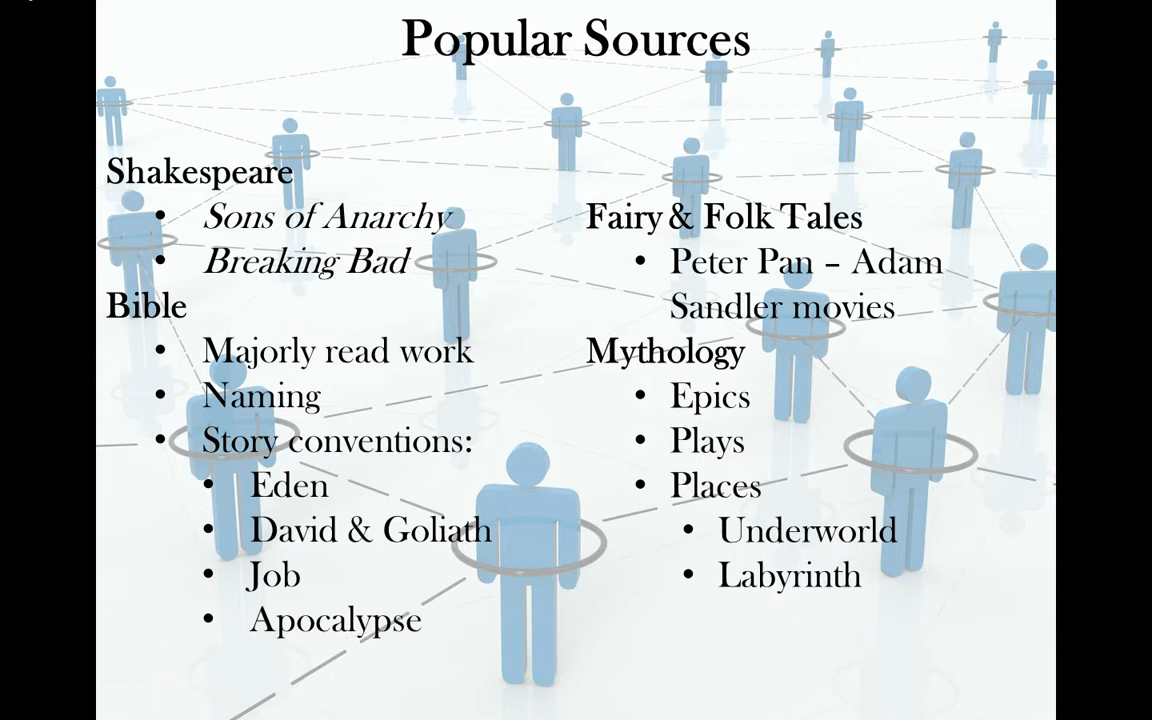 Popular Sources
Shakespeare
• Sons of Anarchy
• Breaking Bad
Bible
• Majorly read work
• Naming
• Story conventions:
• Eden
• David & Goliath
• Job
• Apocalypse
Fairy & Folk Tales
• Peter Pan – Adam
Sandler movies
Mythology
• Epics
• Plays
• Places
• Underworld
• Labyrinth